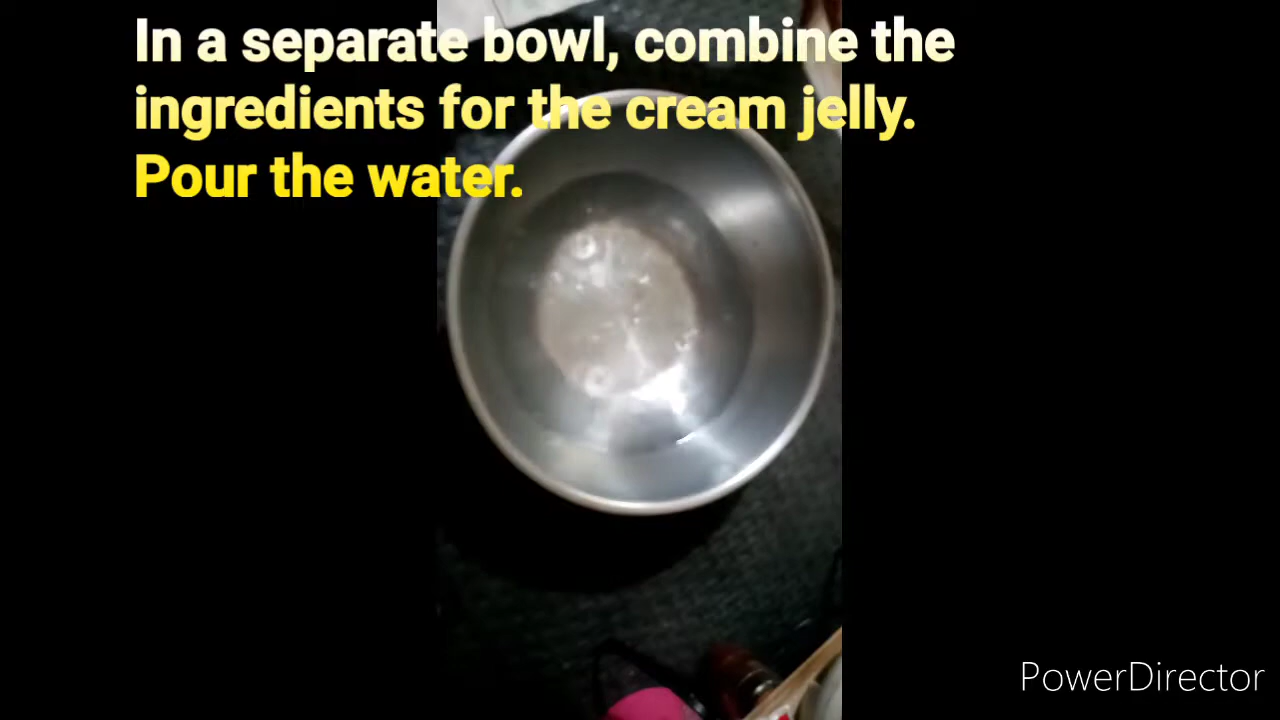 In a separate bowl, combine the
ingredients for the cream jelly.
Pour the water.
PowerDirector